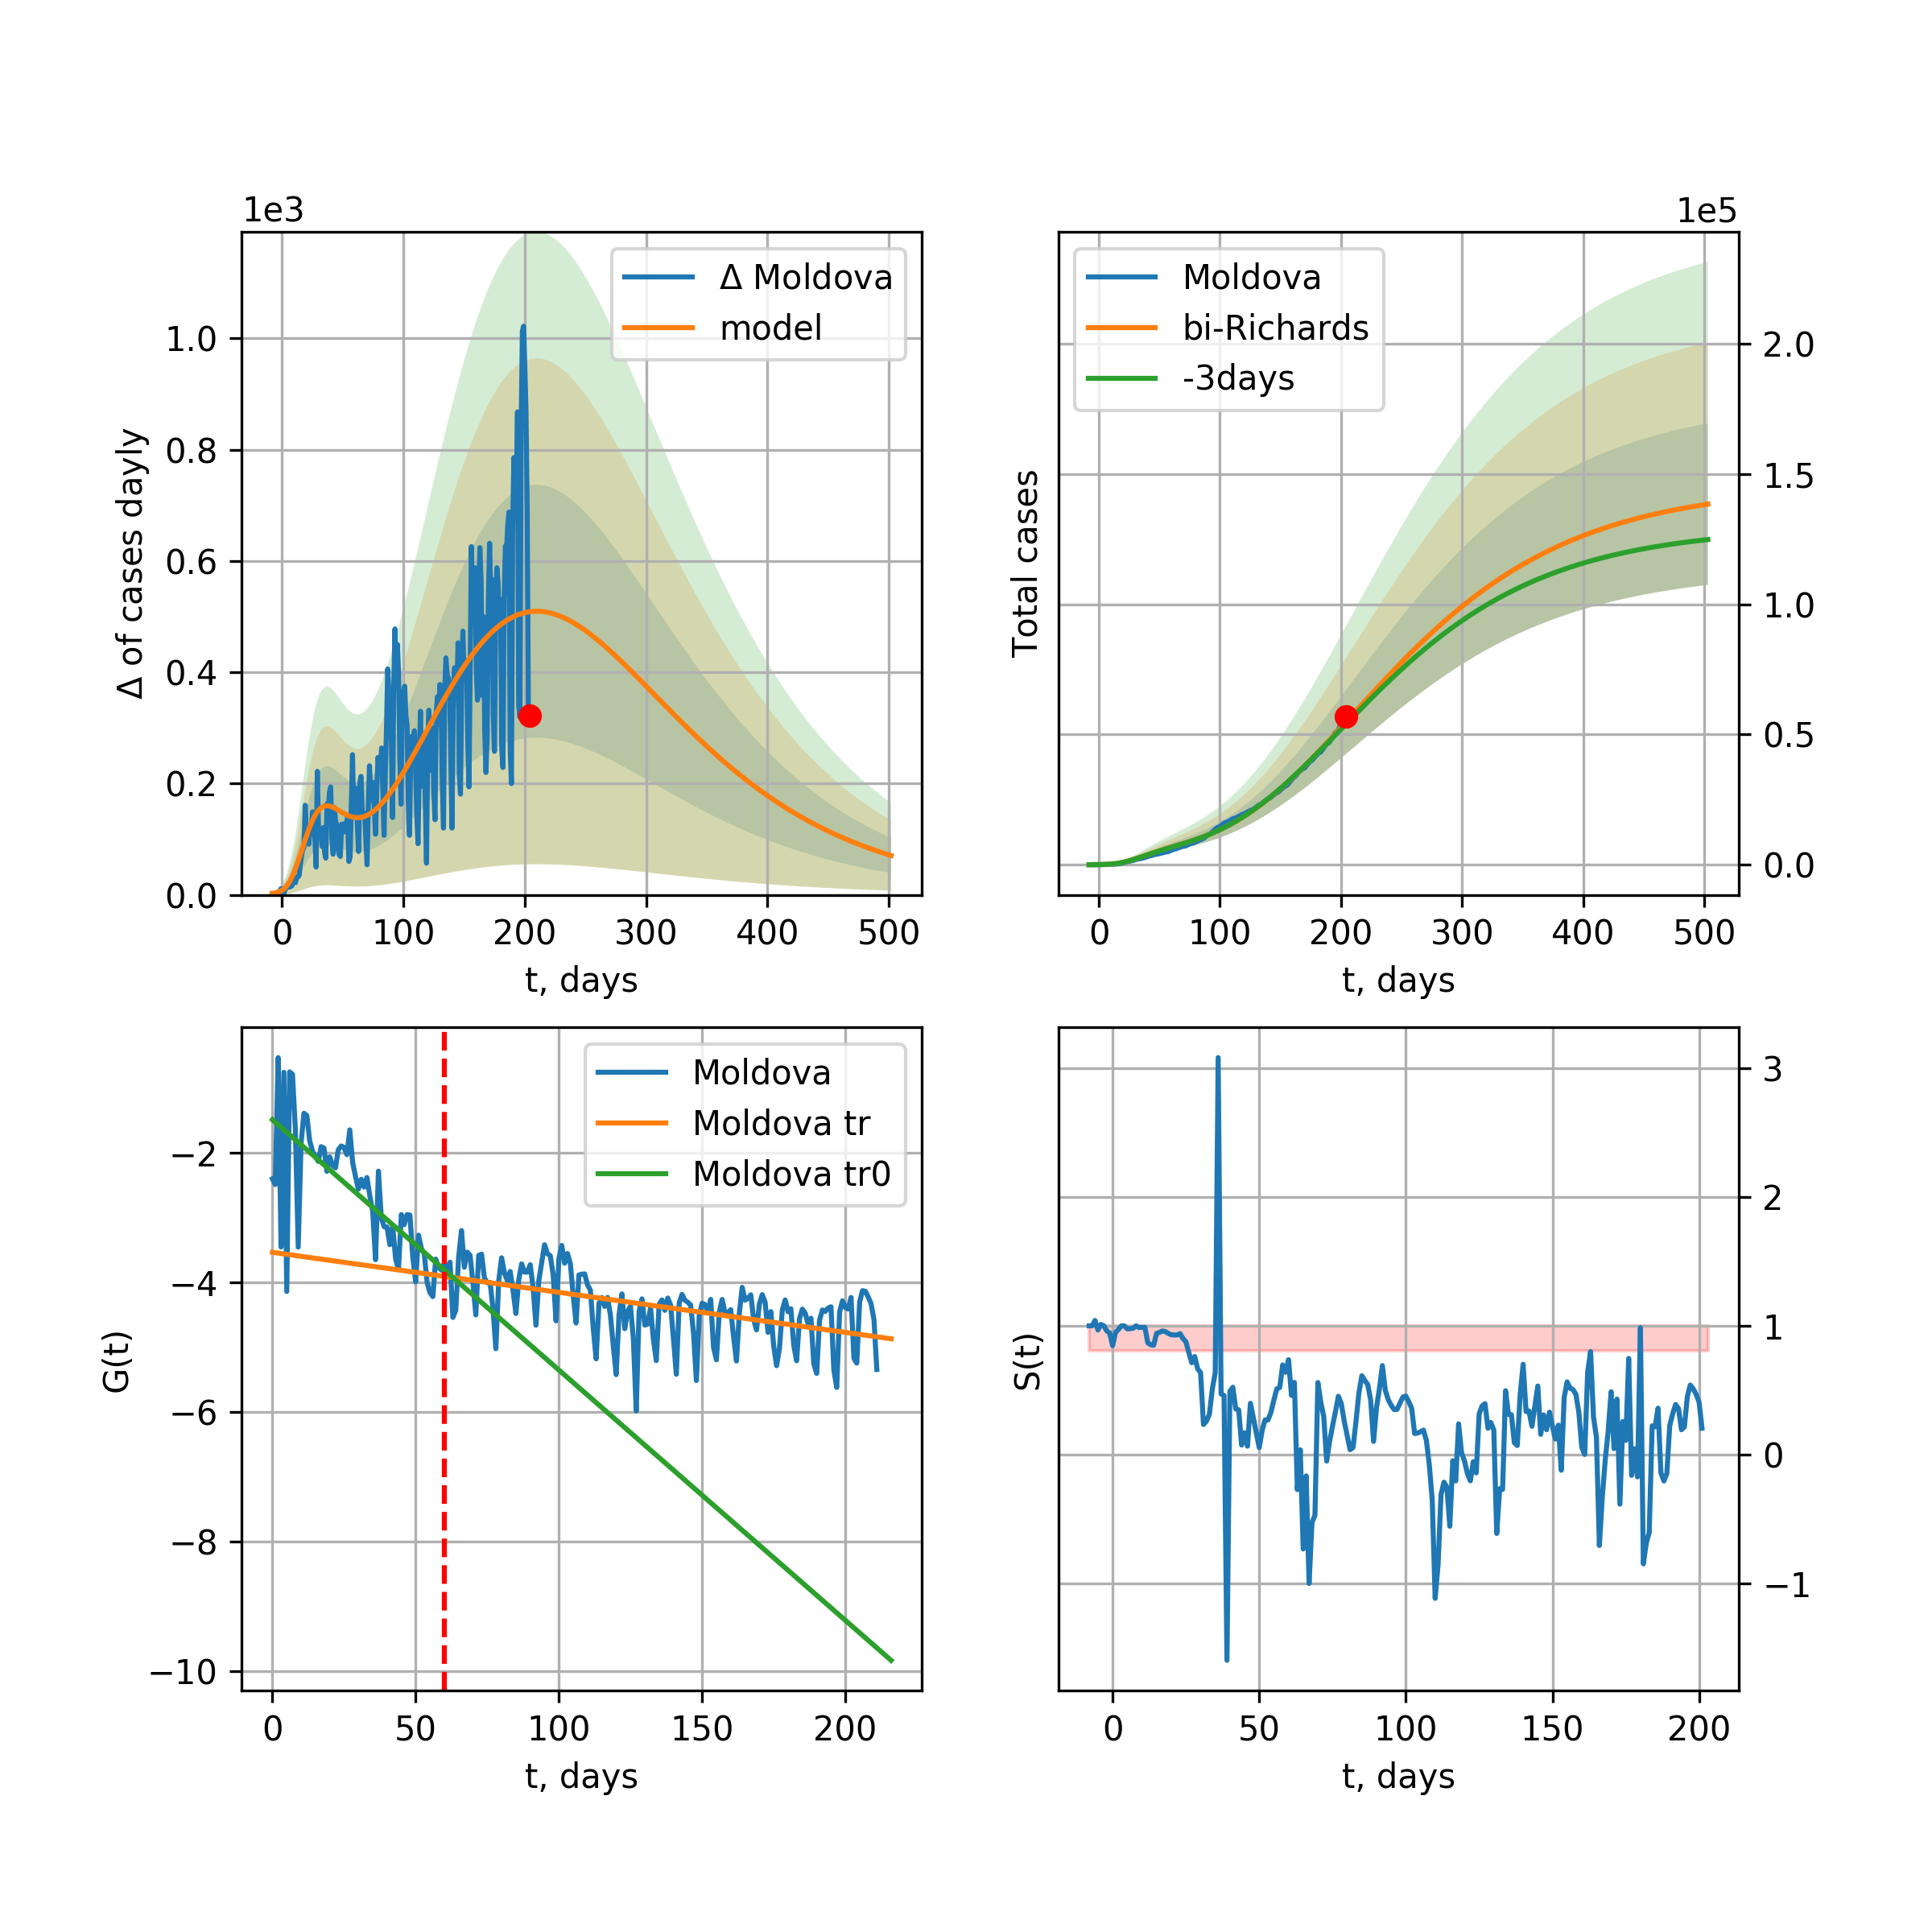 1e3
Δ of cases dayly
1.0
0.8
0.6
0.4
0.2
0.0
Δ Moldova
model
0 100 200 300 400 500
t, days
1e5
Total cases
Moldova
bi-Richards
-3days
2.0
1.5
1.0
0.5
0.0
0 100 200 300 400 500
t, days
G(t)
−2
−4
−6
−8
−10
Moldova
Moldova tr
Moldova tr0
0 50 100 150 200
t, days
S(t)
3
2
1
0
−1
0 50 100 150 200
t, days